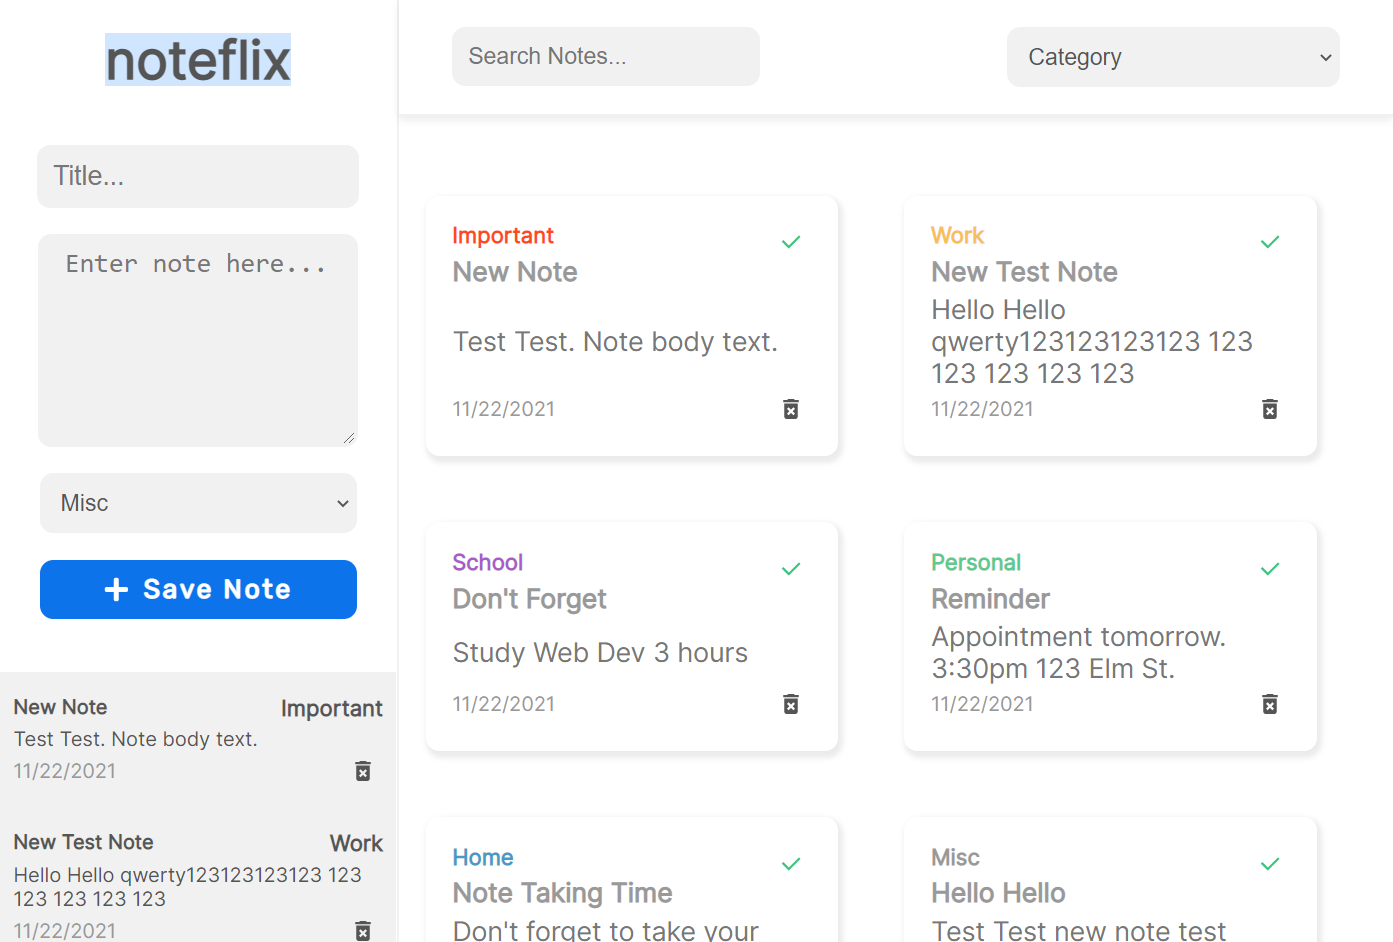 noteflix
Title...
Enter note here...
Misc
Save Note
New Note
Important
Test Test. Note body text.
11/22/2021
New Test Note
Work
Hello Hello qwerty123123123123 123
123 123 123 123
11/22/2021
Search Notes...
Category
Important
New Note
Test Test. Note body text.
11/22/2021
Work
New Test Note
Hello Hello
qwerty123123123123 123
123 123 123 123
11/22/2021
School
Don't Forget
Study Web Dev 3 hours
11/22/2021
Personal
Reminder
Appointment tomorrow.
3:30pm 123 Elm St.
11/22/2021
Home
Note Taking Time
Don't forget to take your
Misc
Hello Hello
Test Test new note test